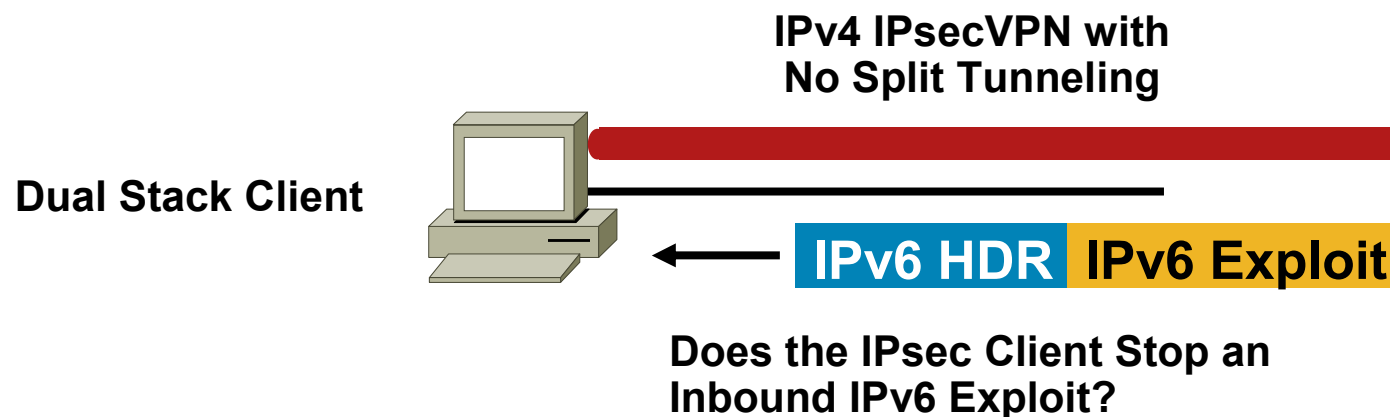 IPv4 IPsecVPN with
No Split Tunneling
Dual Stack Client
IPv6 HDR IPv6 Exploit
Does the IPsec Client Stop an
Inbound IPv6 Exploit?